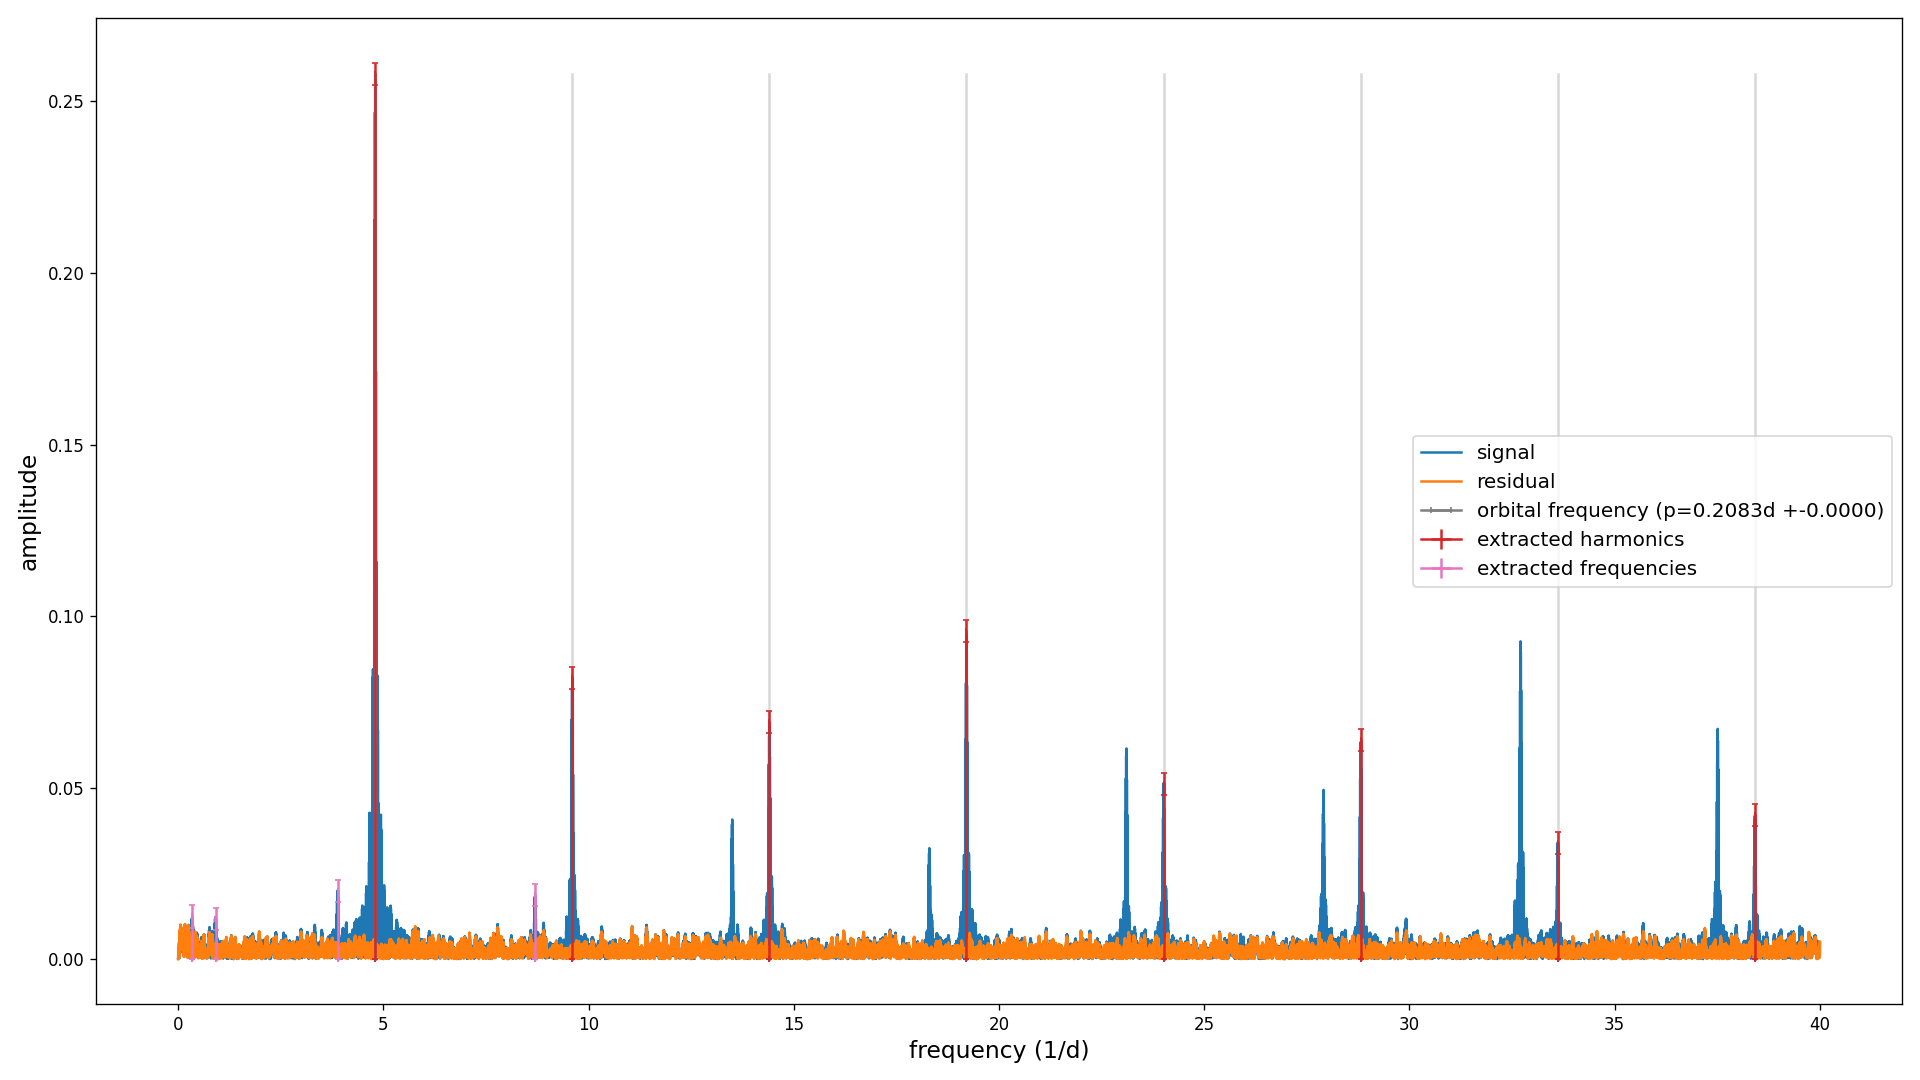 0.25
0.20
0.15
0.10
0.05
0.00
amplitude
signal
residual
orbital frequency (p=0.2083d +-0.0000)
extracted harmonics
extracted frequencies
0 5 10 15 20 25 30 35 40
frequency (1/d)